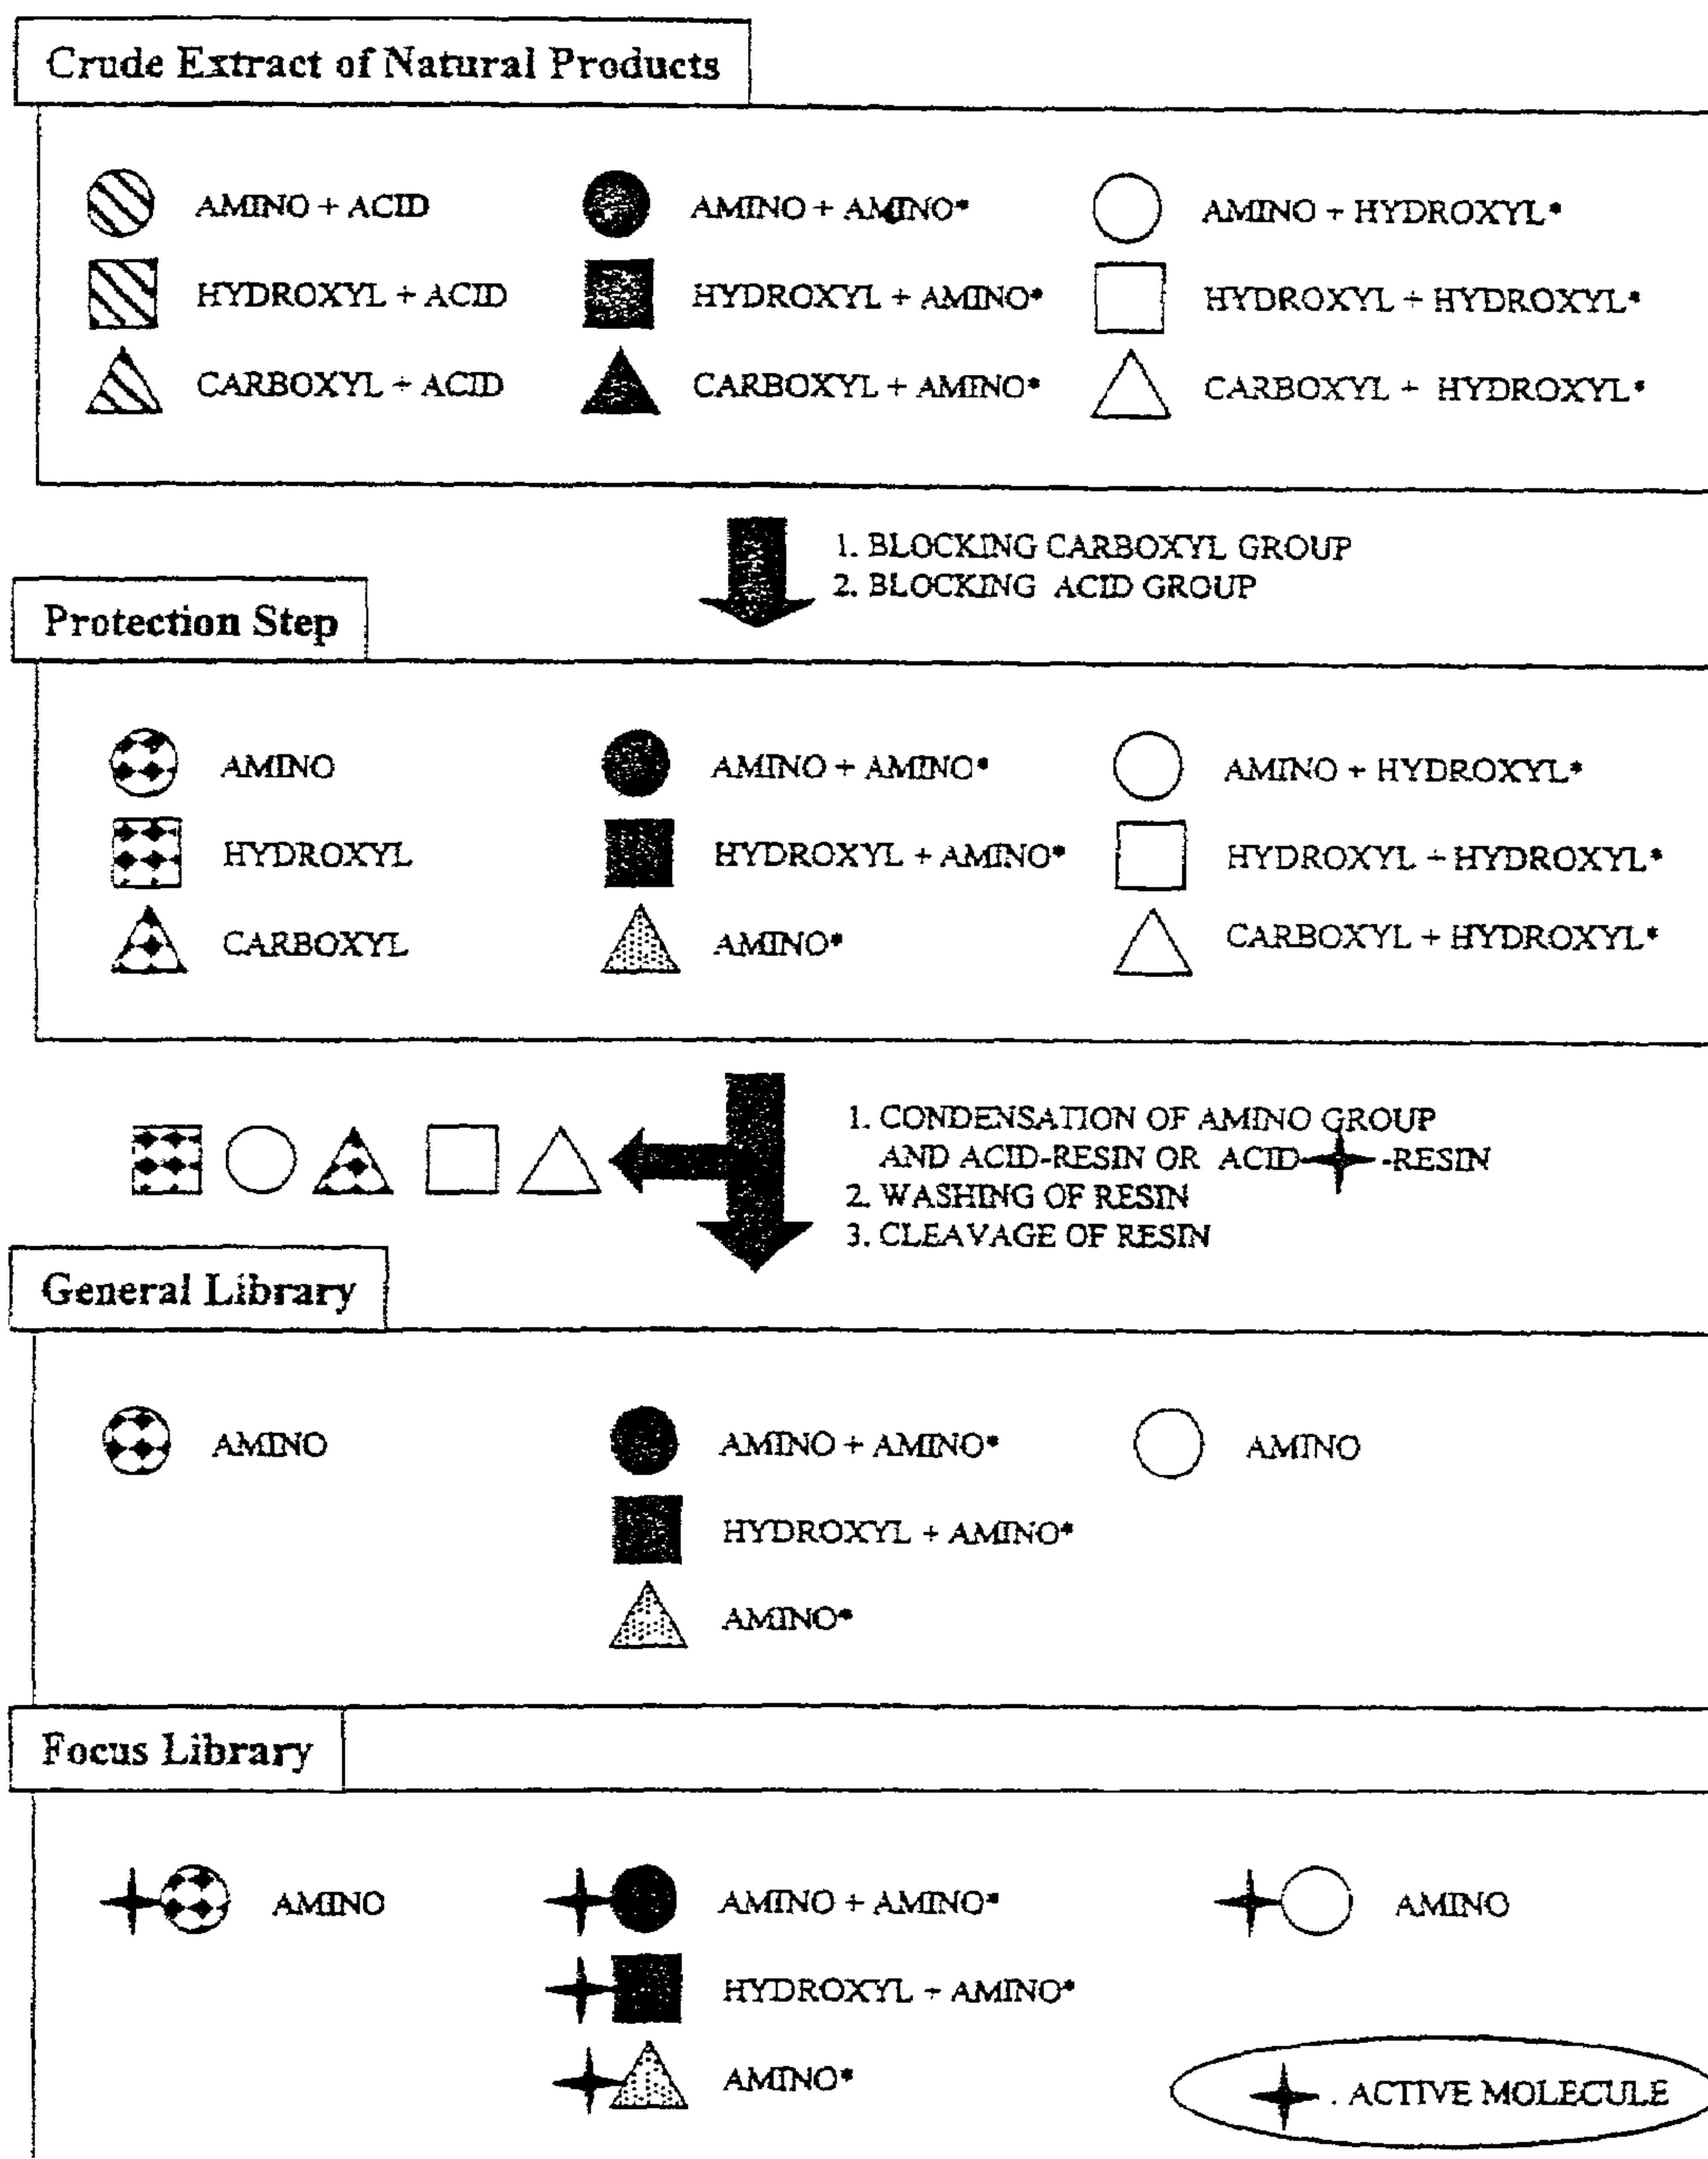 Crude Extract of Natural Products
AMINO + ACID
AMINO + AMINO*
AMINO + HYDROXYL*
HYDROXYL + ACID
HYDROXYL + AMINO*
HYDROXYL + HYDROXYL*
CARBOXYL + ACID
CARBOXYL + AMINO*
CARBOXYL + HYDROXYL*
1. BLOCKING CARBOXYL GROUP
2. BLOCKING ACID GROUP
Protection Step
AMINO
AMINO + AMINO*
AMINO + HYDROXYL*
HYDROXYL
HYDROXYL + AMINO*
HYDROXYL + HYDROXYL*
CARBOXYL
AMINO*
CARBOXYL + HYDROXYL*
1. CONDENSATION OF AMINO GROUP
AND ACID-RESIN OR ACID- -RESIN
2. WASHING OF RESIN
3. CLEAVAGE OF RESIN
General Library
AMINO
AMINO + AMINO*
AMINO
HYDROXYL + AMINO*
AMINO*
Focus Library
AMINO
AMINO + AMINO*
AMINO
HYDROXYL + AMINO*
AMINO*
. ACTIVE MOLECULE